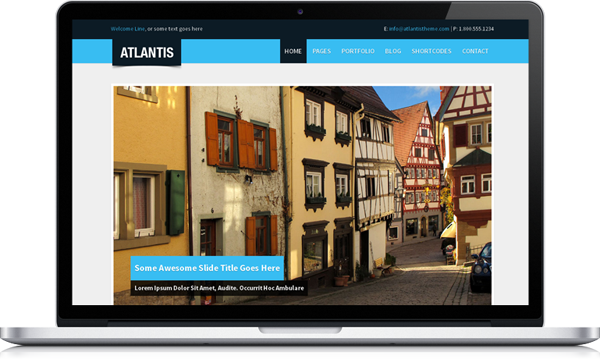 Welcome Line, or some text goes here
E: info@atlantistheme.com | P: 1.800.555.1234
ATLANTIS
HOME PAGES PORTFOLIO BLOG SHORTCODES CONTACT
Some Awesome Slide Title Goes Here
Lorem Ipsum Dolor Sit Amet, Audite. Occurrit Hoc Ambulare